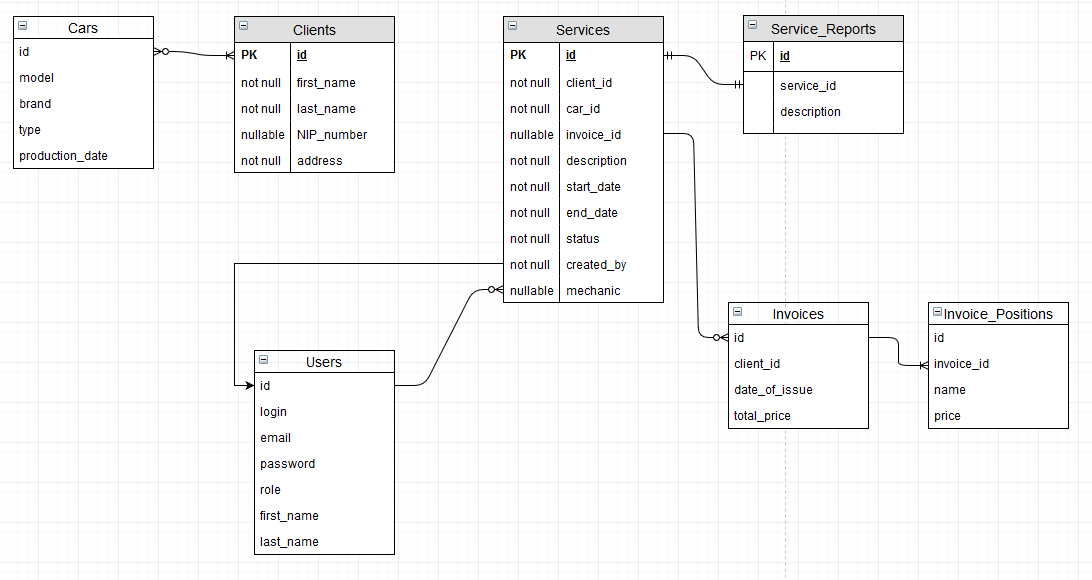 Cars
id
model
brand
type
production_date
Clients
PK id
not null first_name
not null last_name
nullable NIP_number
not null address
Services
PK id
not null client_id
not null car_id
nullable invoice_id
not null description
not null start_date
not null end_date
not null status
not null created_by
nullable mechanic
Service_Reports
PK id
service_id
description
Users
id
login
email
password
role
first_name
last_name
Invoices
id
client_id
date_of_issue
total_price
Invoice_Positions
id
invoice_id
name
price